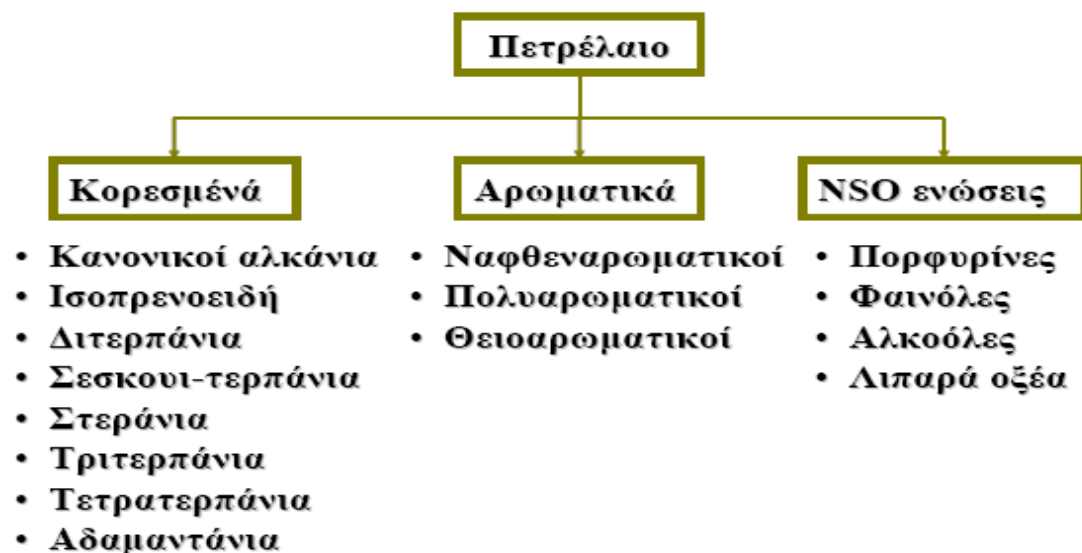 Πετρέλαιο
Κορεσμένά
• Κανονικοί αλκάνια
• Ισοπρενοειδή
• Διτερπάνια
• Σεσκουι-τερπάνια
• Στεράνια
• Τριτερπάνια
• Τετρατερπάνια
• Αδαμαντάνια
Αρωματικά
• Ναφθεναρωματικοί
• Πολυαρωματικοί
• Θειοαρωματικοί
NSO ενώσεις
• Πορφυρίνες
• Φαινόλες
• Αλκοόλες
• Λιπαρά οξέα